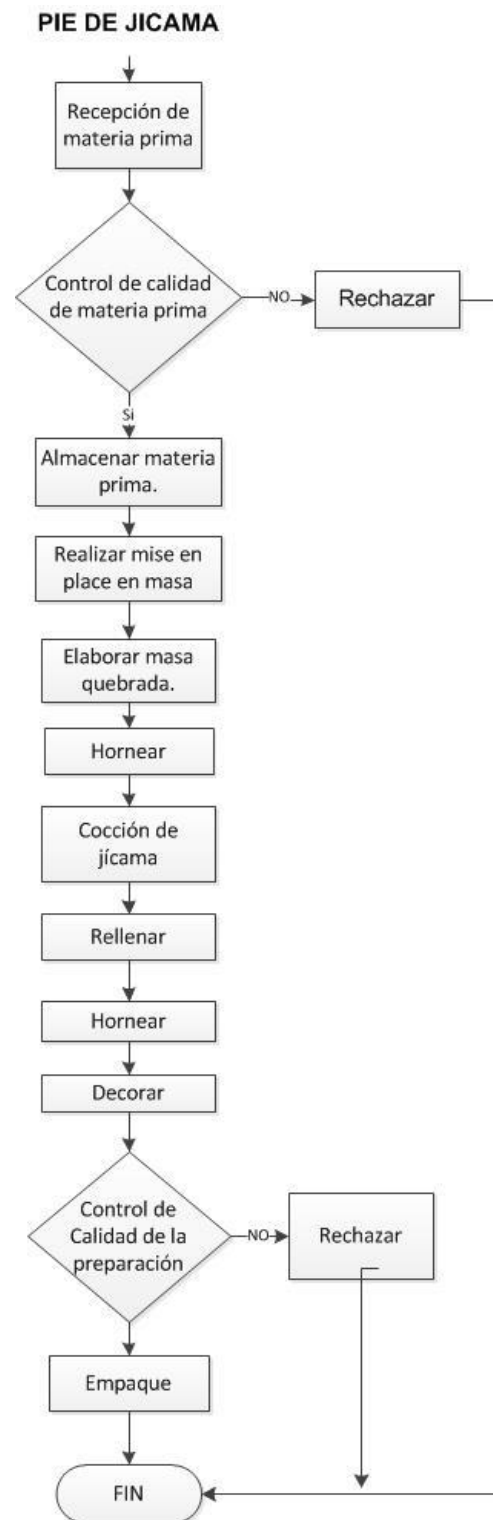 PIE DE JICAMA
Recepción de
materia prima
Control de calidad
de materia prima
NO
Rechazar
Si
Almacenar materia
prima.
Realizar mise en
place en masa
Elaborar masa
quebrada.
Hornear
Cocción de
jícama
Rellenar
Hornear
Decorar
Control de
Calidad de la
preparación
NO
Rechazar
Empaque
FIN